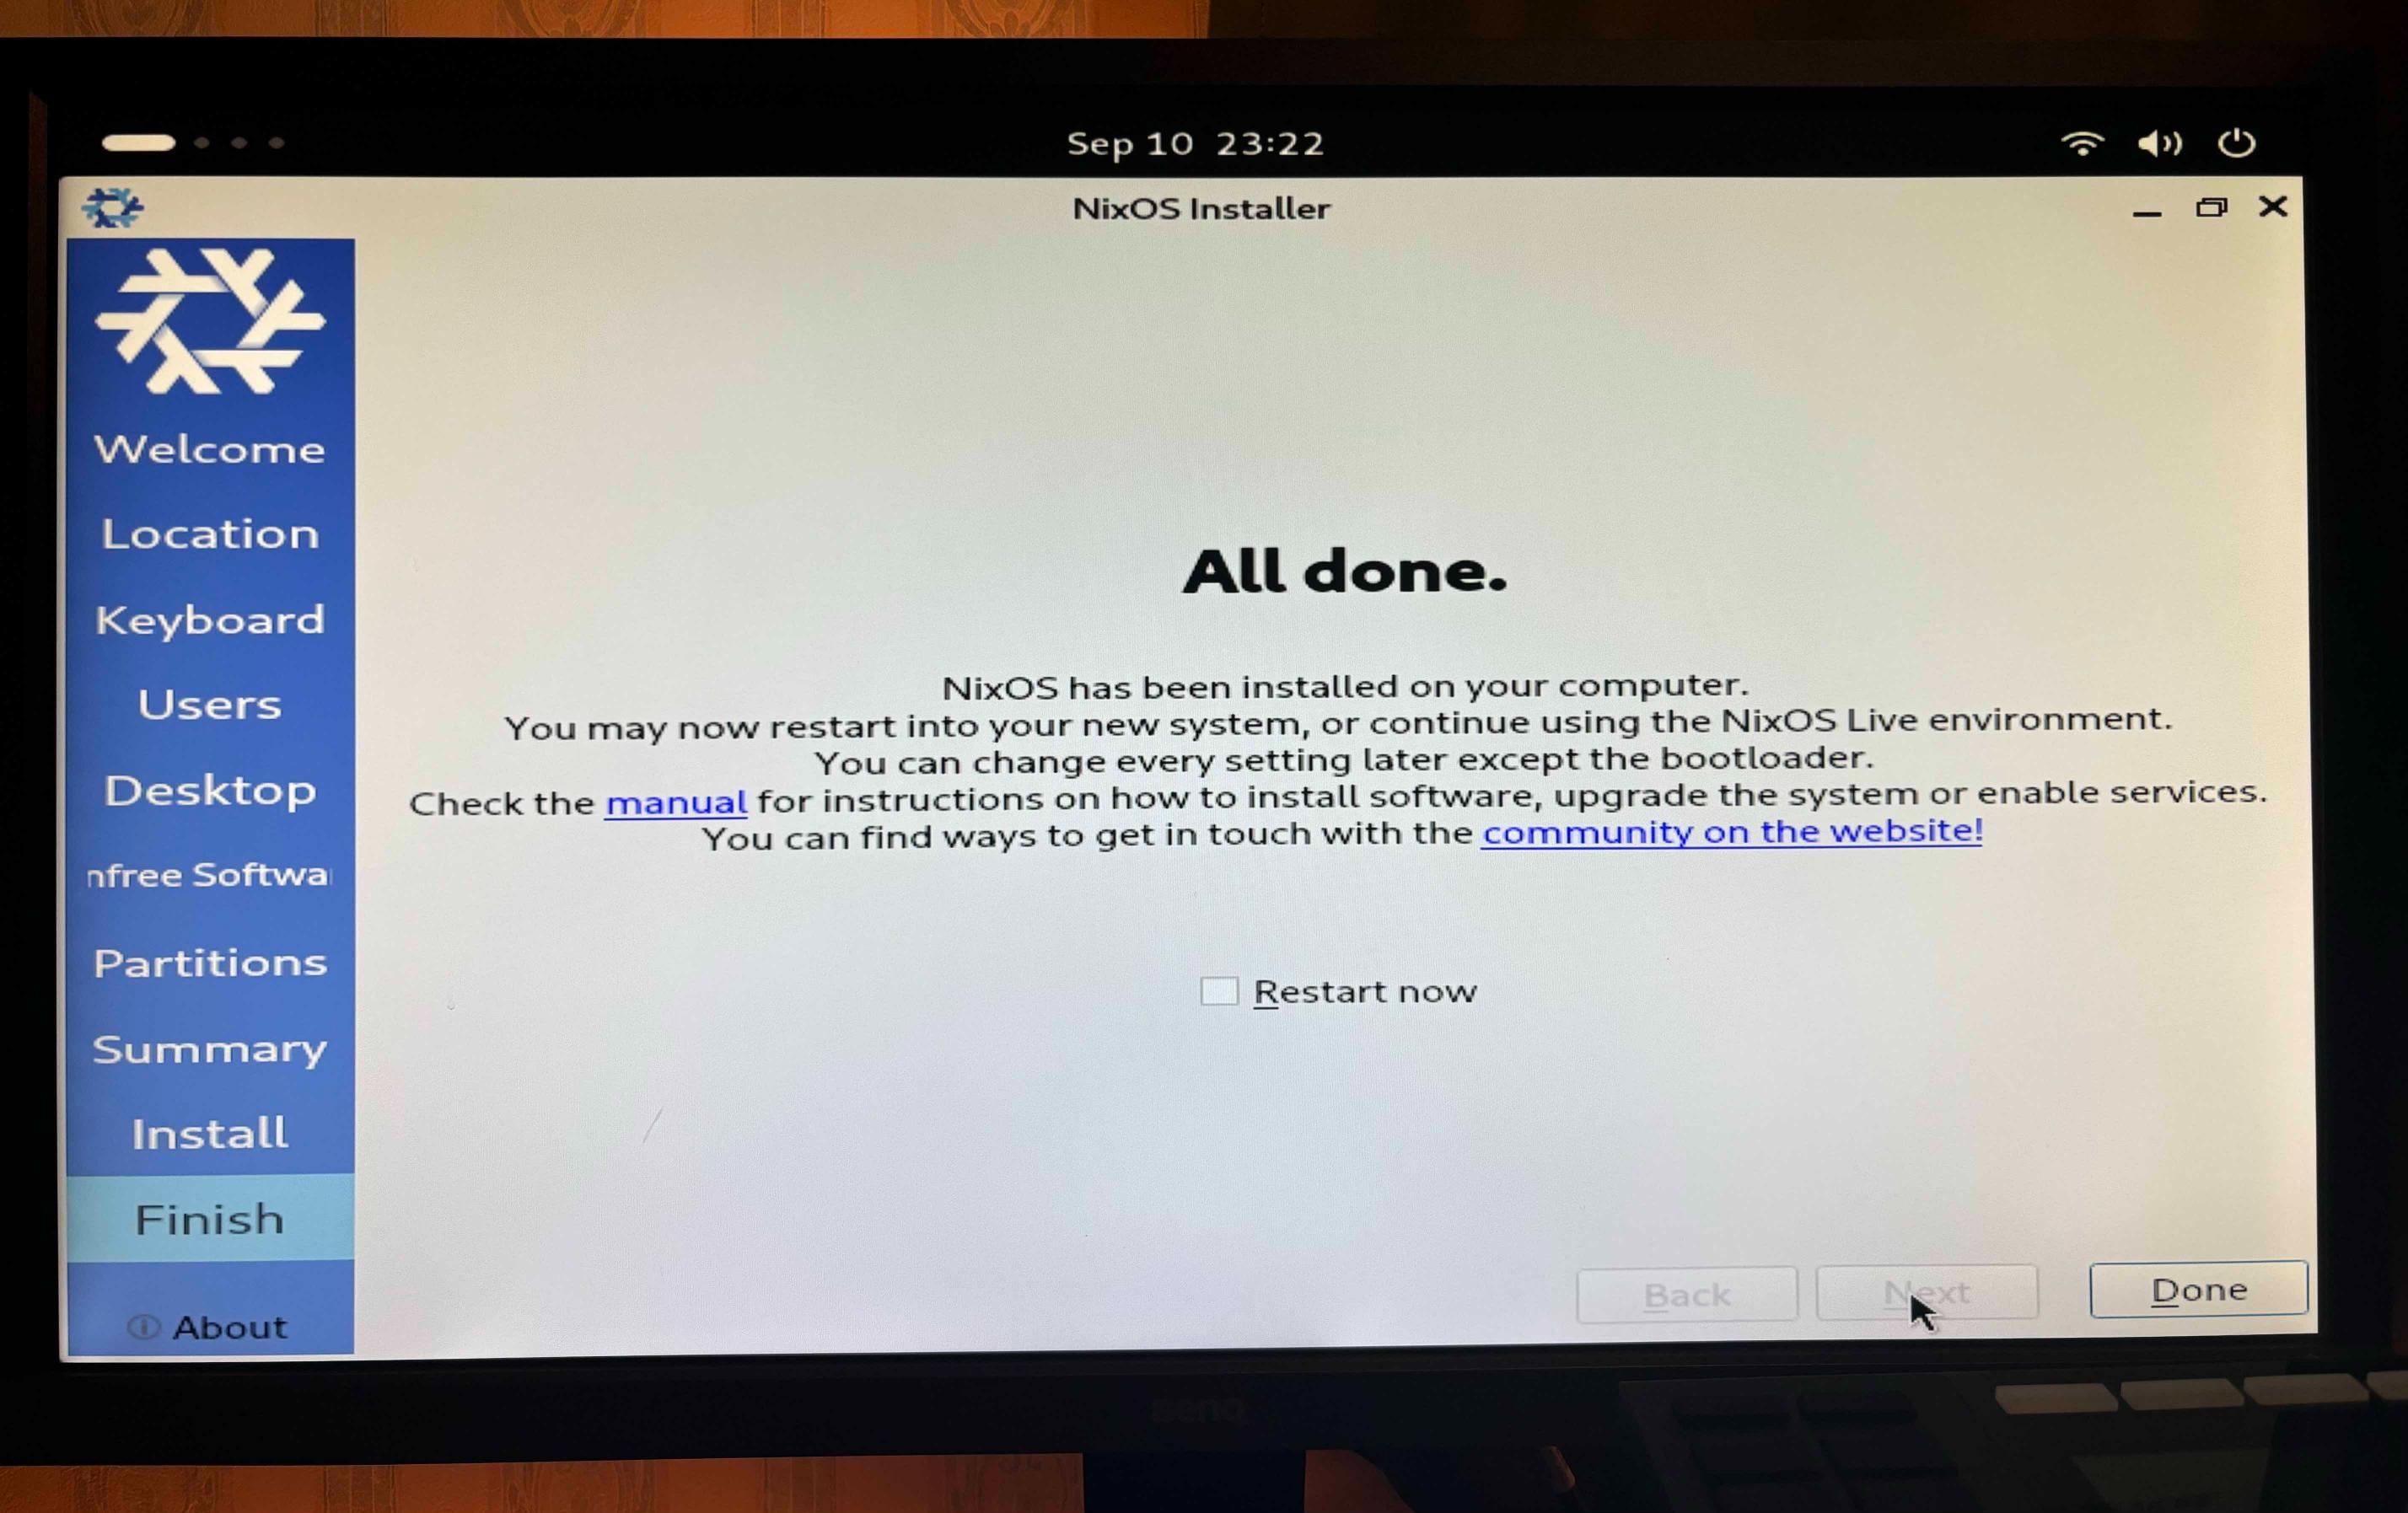 Sep 10 23:22
NixOS Installer
Welcome
Location
Keyboard
Users
Desktop
nfree Softwa
Partitions
Summary
Install
Finish
About
All done.
NixOS has been installed on your computer.
You may now restart into your new system, or continue using the NixOS Live environment.
You can change every setting later except the bootloader.
Check the manual for instructions on how to install software, upgrade the system or enable services.
You can find ways to get in touch with the community on the website!
Restart now
Back
Next
Done
BenQ